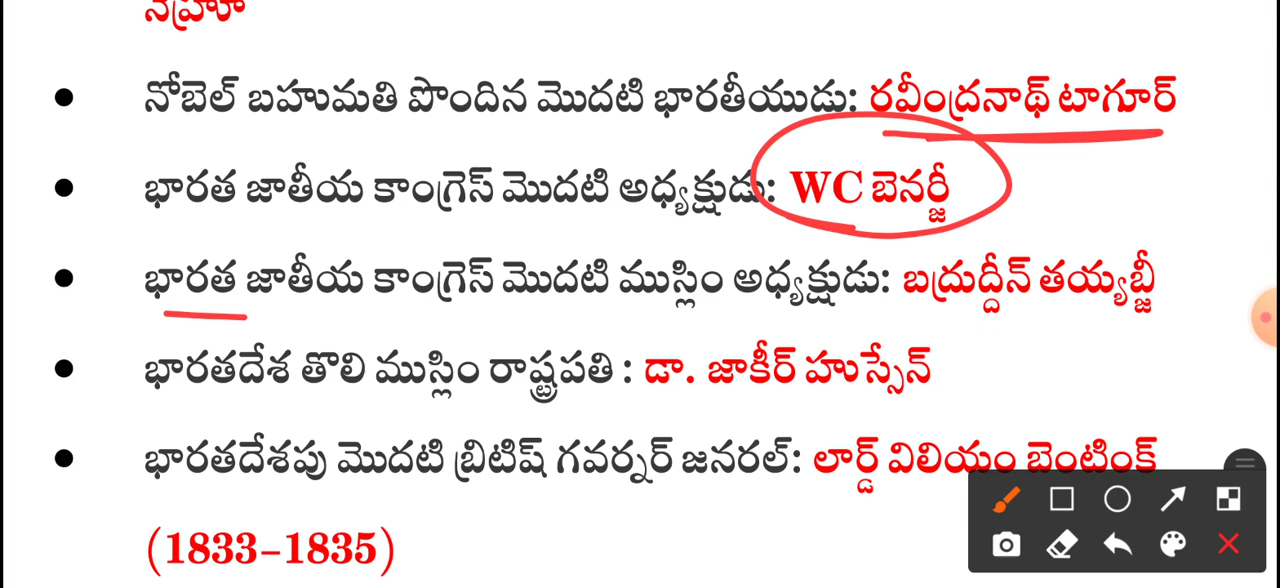 నెహ్రూ
• నోబెల్ బహుమతి పొందిన మొదటి భారతీయుడు: రవీంద్రనాథ్ టాగూర్
• భారత జాతీయ కాంగ్రెస్ మొదటి అధ్యక్షుడు: WC బెనర్జీ
• భారత జాతీయ కాంగ్రెస్ మొదటి ముస్లిం అధ్యక్షుడు: బద్రుద్దీన్ తయ్యబ్జీ
• భారతదేశ తొలి ముస్లిం రాష్ట్రపతి : డా. జాకీర్ హుస్సేన్
• భారతదేశపు మొదటి బ్రిటిష్ గవర్నర్ జనరల్: లార్డ్ విలియం బెంటింక్
(1833-1835)